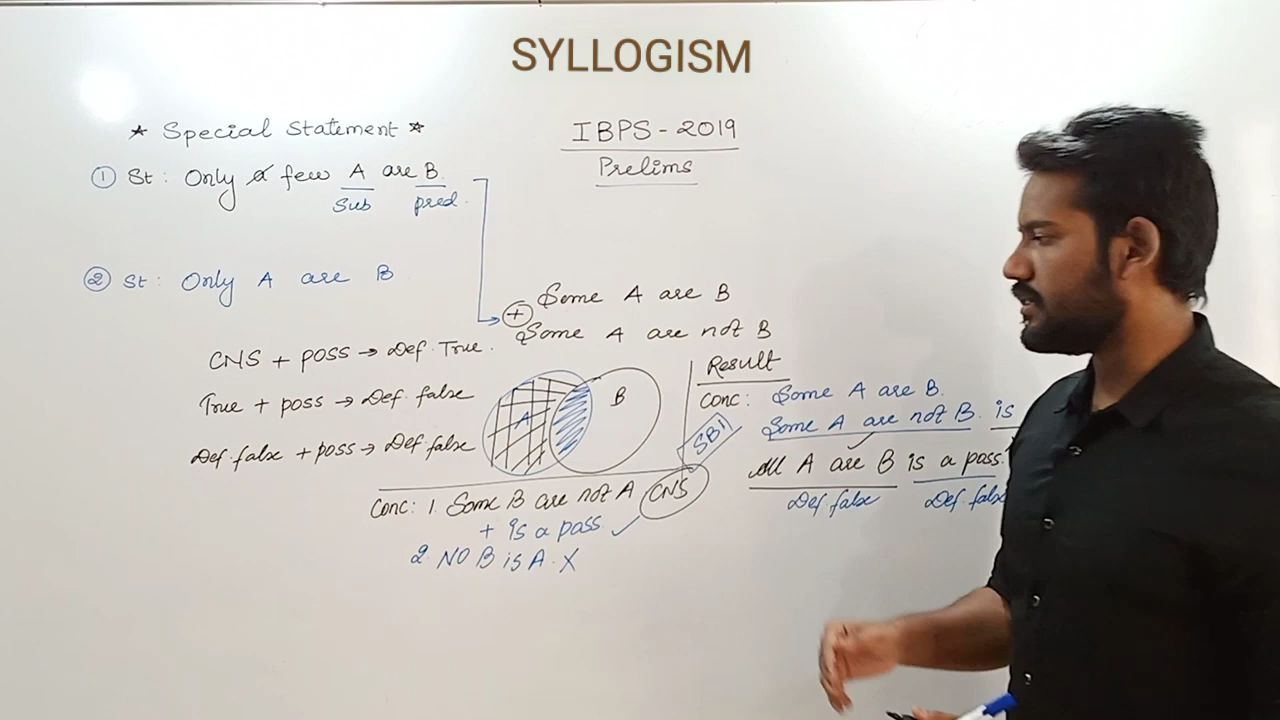 SYLLOGISM
★ Special Statement ★
IBPS - 2019
Prelims
① St : Only a few A are B.
Sub pred.
② St : Only A are B
+ Some A are B
Some A are not B
CNS + poss → Def. True.
True + poss → Def. false
Def. false + poss → Def. false
A B
Result
Conc : Some A are B.
Some A are not B. is
SBI
All A are B is a poss.
Def. false Def. false
Conc: 1. Some B are not A CNS
+ is a poss. ✓
2. NO B is A. X